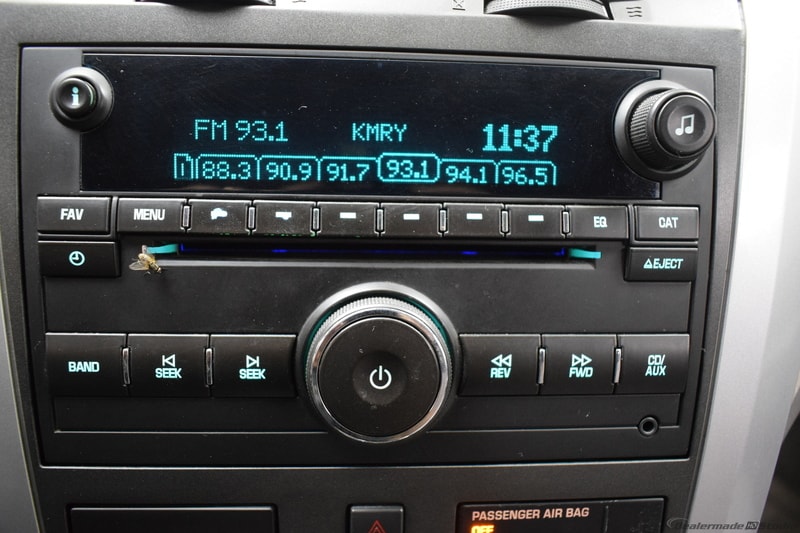 FM 93.1 KMRY 11:37
1 88.3 90.9 91.7 93.1 94.1 96.5
FAV MENU EQ CAT
EJECT
BAND SEEK SEEK REV FWD CD/
AUX
PASSENGER AIR BAG
OFF